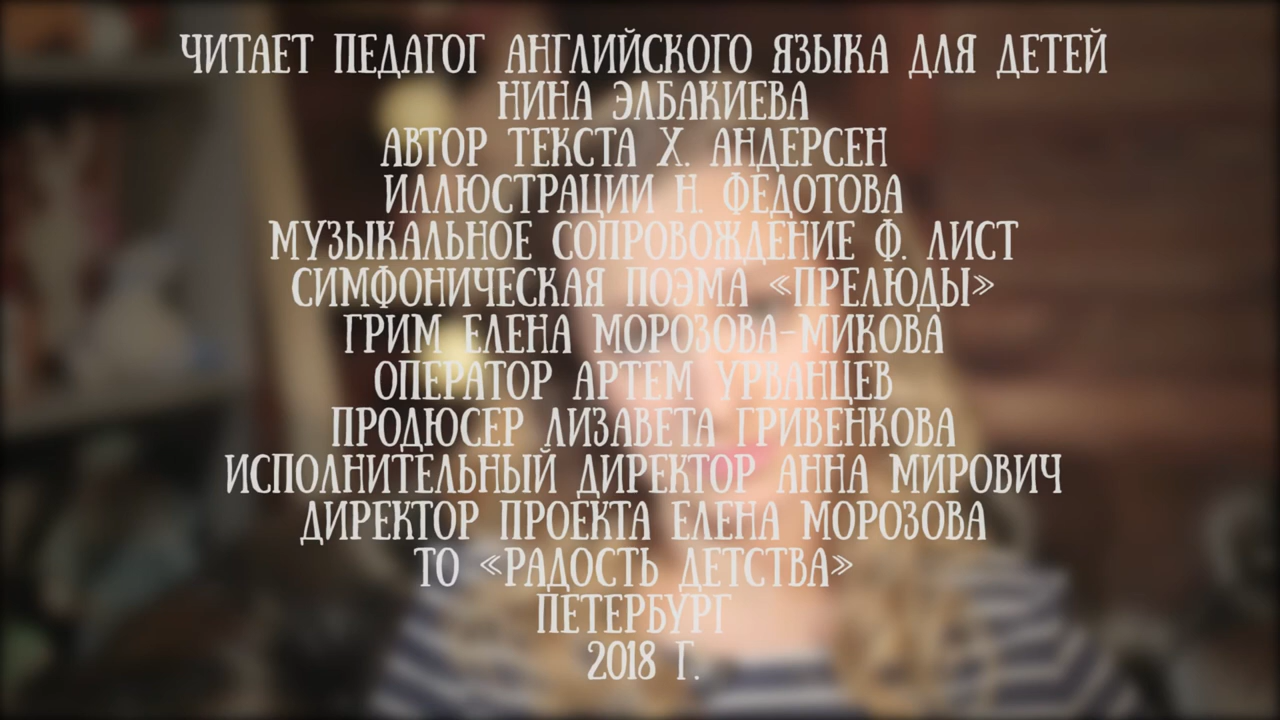 ЧИТАЕТ ПЕДАГОГ АНГЛИЙСКОГО ЯЗЫКА ДЛЯ ДЕТЕЙ
НИНА ЭЛБАКИЕВА
АВТОР ТЕКСТА Х. АНДЕРСЕН
ИЛЛЮСТРАЦИИ Н. ФЕДОТОВА
МУЗЫКАЛЬНОЕ СОПРОВОЖДЕНИЕ Ф. ЛИСТ
СИМФОНИЧЕСКАЯ ПОЭМА «ПРЕЛЮДЫ»
ГРИМ ЕЛЕНА МОРОЗОВА-МИКОВА
ОПЕРАТОР АРТЕМ УРВАНЦЕВ
ПРОДЮСЕР ЛИЗАВЕТА ГРИВЕНКОВА
ИСПОЛНИТЕЛЬНЫЙ ДИРЕКТОР АННА МИРОВИЧ
ДИРЕКТОР ПРОЕКТА ЕЛЕНА МОРОЗОВА
ТО «РАДОСТЬ ДЕТСТВА»
ПЕТЕРБУРГ
2018 Г.